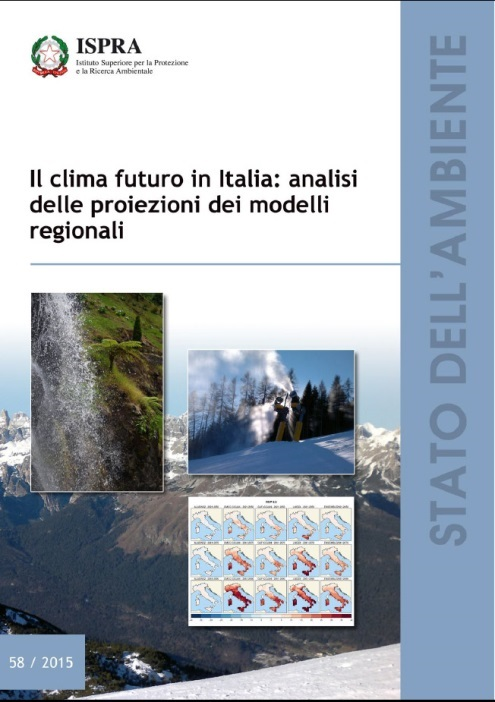 ISPRA
Istituto Superiore per la Protezione
e la Ricerca Ambientale
Il clima futuro in Italia: analisi
delle proiezioni dei modelli
regionali
STATO DELL'AMBIENTE
58 / 2015